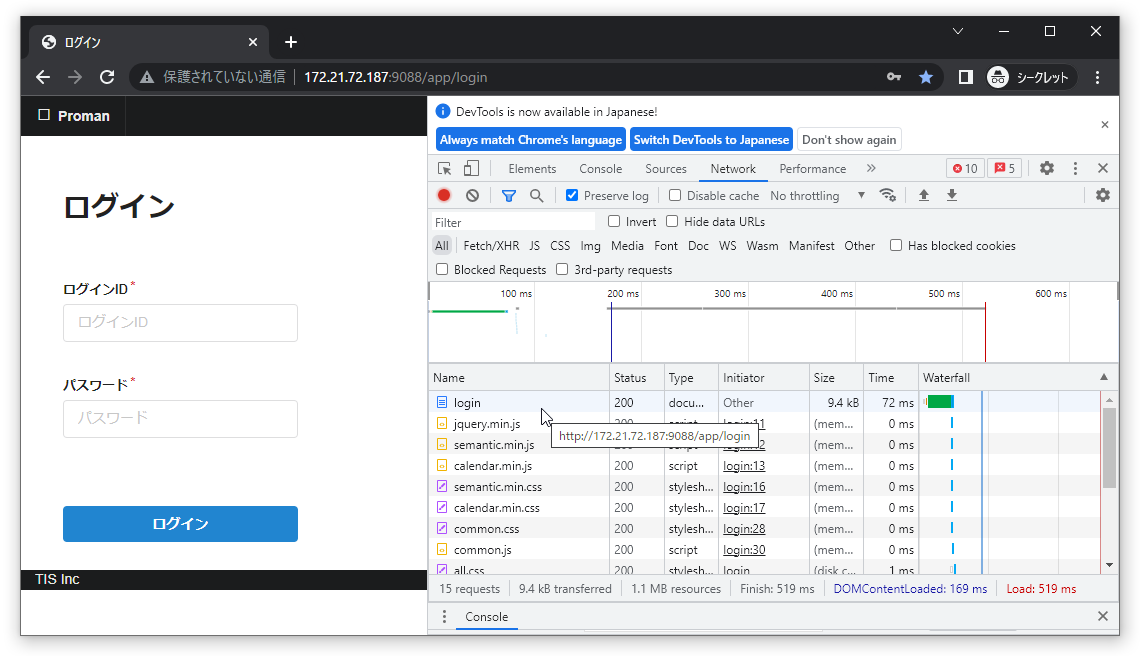 ログイン
保護されていない通信 172.21.72.187:9088/app/login シークレット
Proman
ログイン
ログインID*
ログインID
パスワード*
パスワード
ログイン
TIS Inc
DevTools is now available in Japanese!
Always match Chrome's language Switch DevTools to Japanese Don't show again
Elements Console Sources Network Performance 10 5
Preserve log Disable cache No throttling
Filter Invert Hide data URLs
All Fetch/XHR JS CSS Img Media Font Doc WS Wasm Manifest Other Has blocked cookies
Blocked Requests 3rd-party requests
100 ms 200 ms 300 ms 400 ms 500 ms 600 ms
Name Status Type Initiator Size Time Waterfall
login 200 docu... Other 9.4 kB 72 ms
jquery.min.js 200 script login:11 (mem... 0 ms
http://172.21.72.187:9088/app/login
semantic.min.js 200 script login:12 (mem... 0 ms
calendar.min.js 200 script login:13 (mem... 0 ms
semantic.min.css 200 stylesh... login:16 (mem... 0 ms
calendar.min.css 200 stylesh... login:17 (mem... 0 ms
common.css 200 stylesh... login:28 (mem... 0 ms
common.js 200 script login:30 (mem... 0 ms
all.css 200 stylesh... login (disk c... 1 ms
15 requests 9.4 kB transferred 1.1 MB resources Finish: 519 ms DOMContentLoaded: 169 ms Load: 519 ms
Console